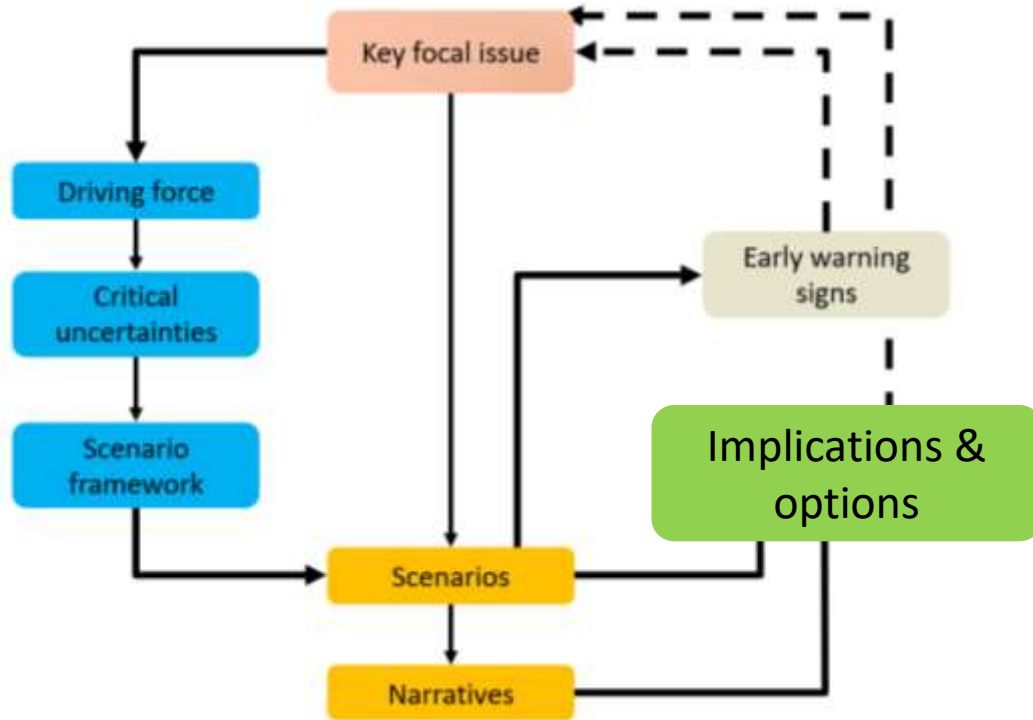 Key focal issue
Driving force
Critical
uncertainties
Scenario
framework
Early warning
signs
Implications &
options
Scenarios
Narratives